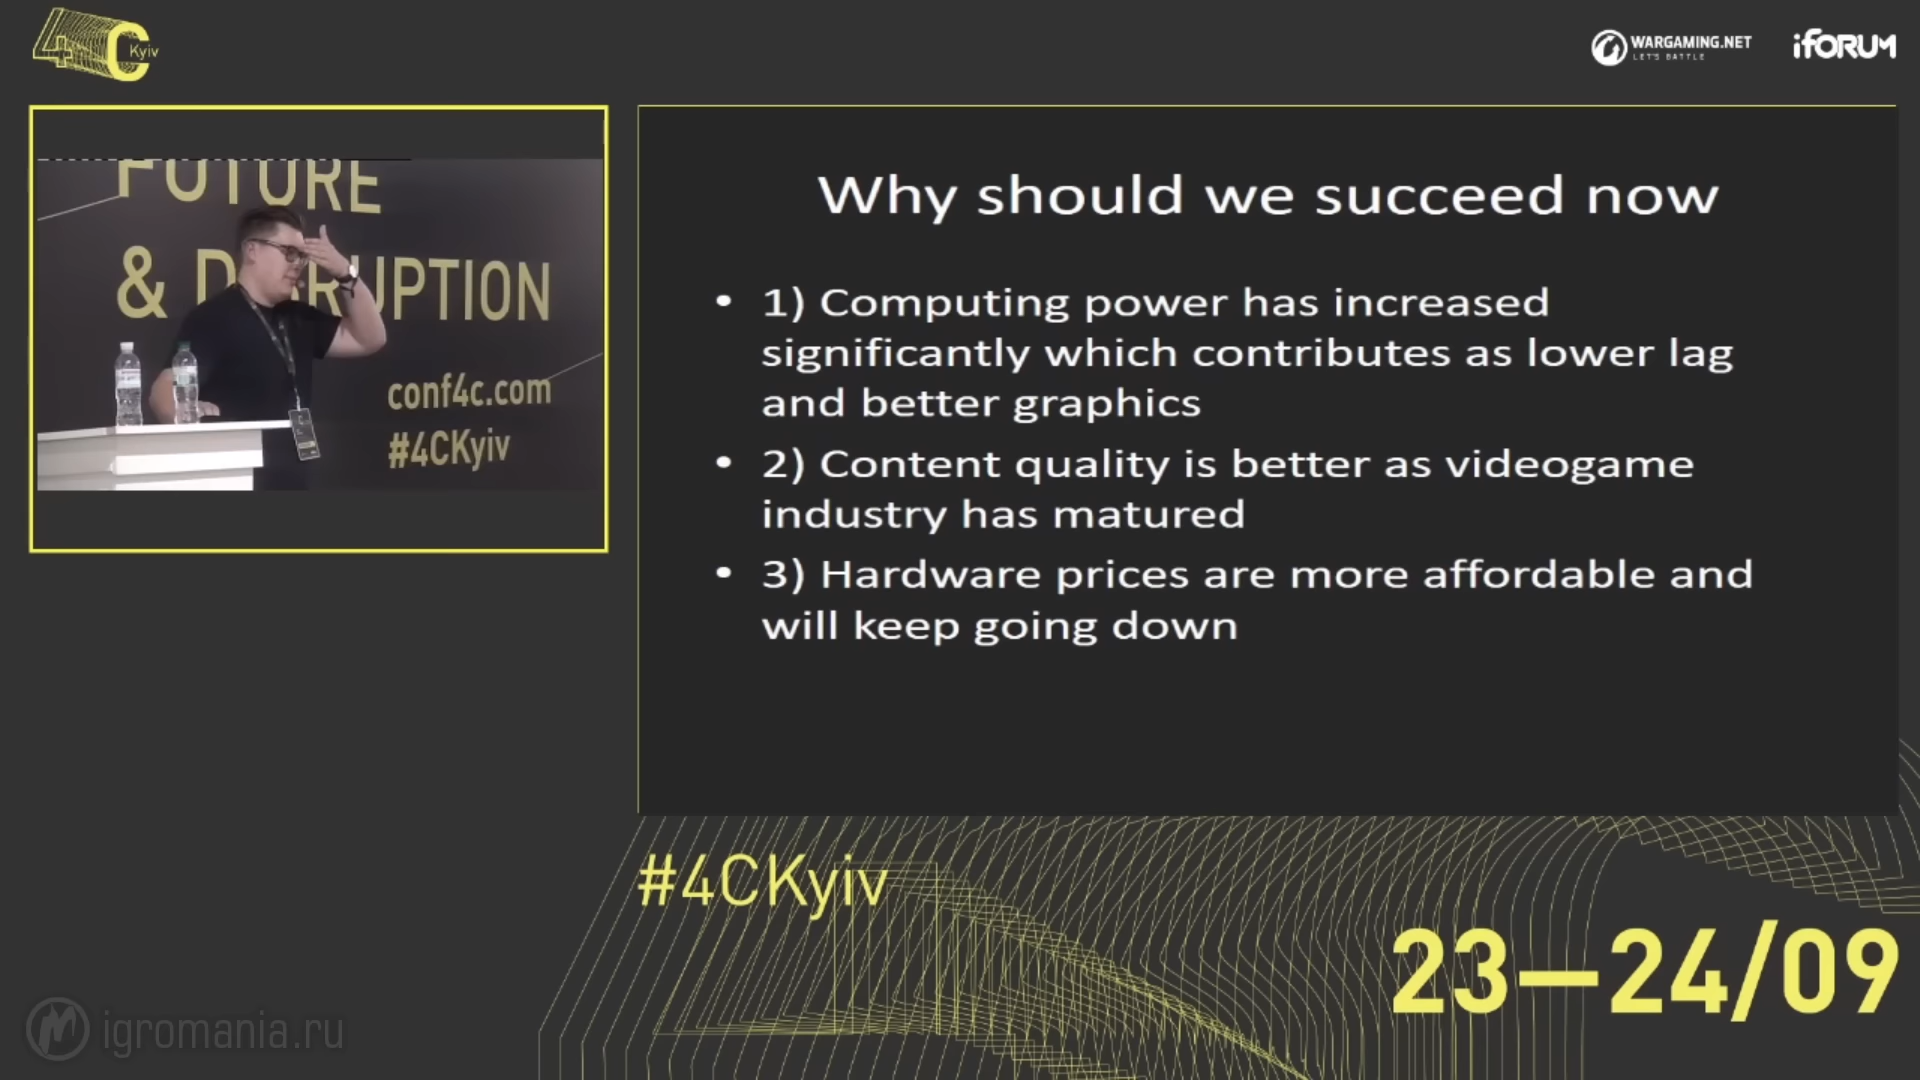 4C Kyiv
WARGAMING.NET
LET'S BATTLE
iFORUM
FUTURE
& D
RUPTION
conf4c.com
#4CKyiv
Why should we succeed now
• 1) Computing power has increased
significantly which contributes as lower lag
and better graphics
• 2) Content quality is better as videogame
industry has matured
• 3) Hardware prices are more affordable and
will keep going down
#4CKyiv
23—24/09
igromania.ru